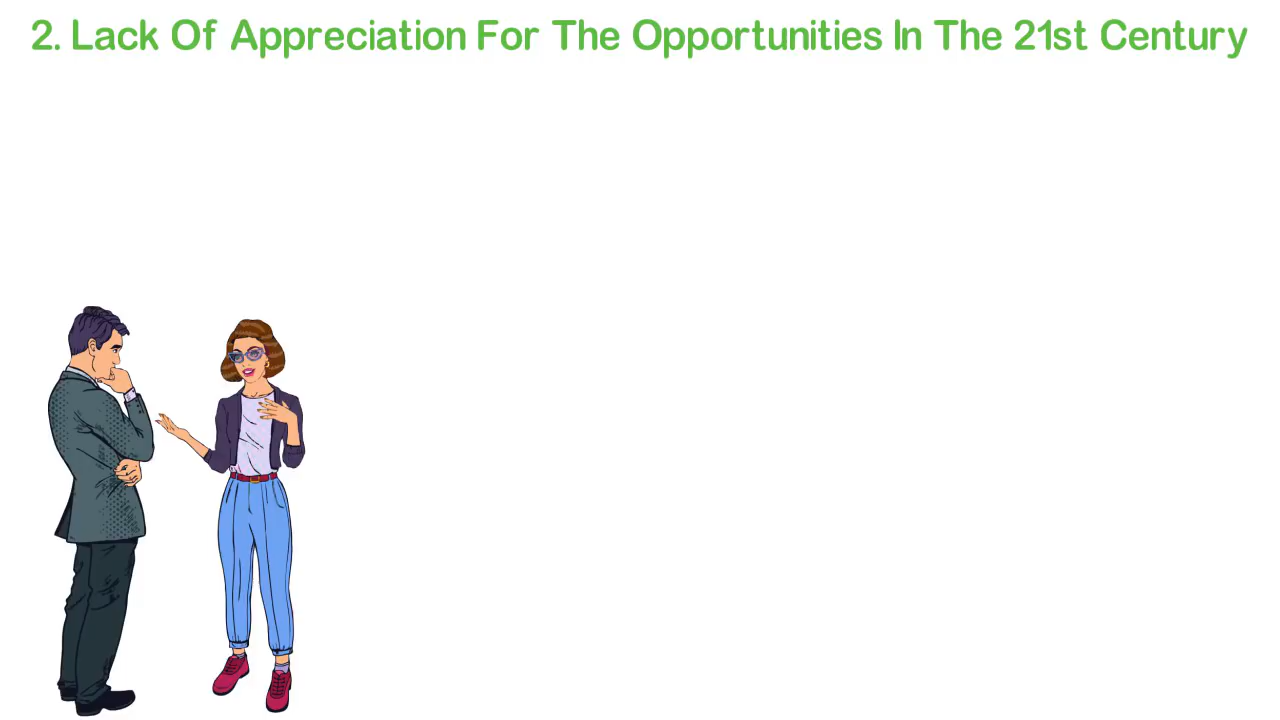 2. Lack Of Appreciation For The Opportunities In The 21st Century